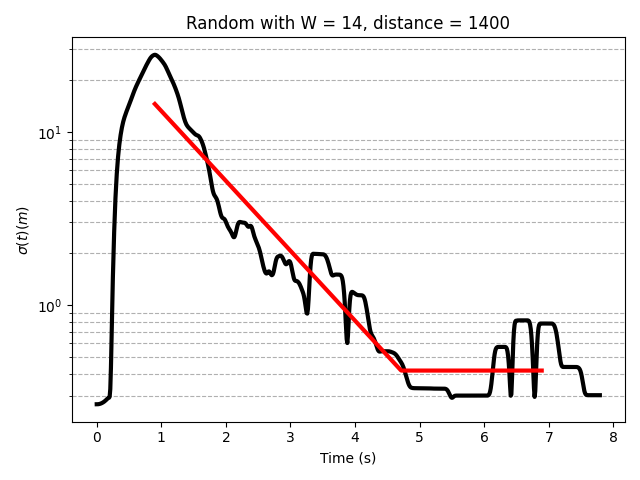 Random with W = 14, distance = 1400
10¹
10⁰
σ(t)(m)
0 1 2 3 4 5 6 7 8
Time (s)